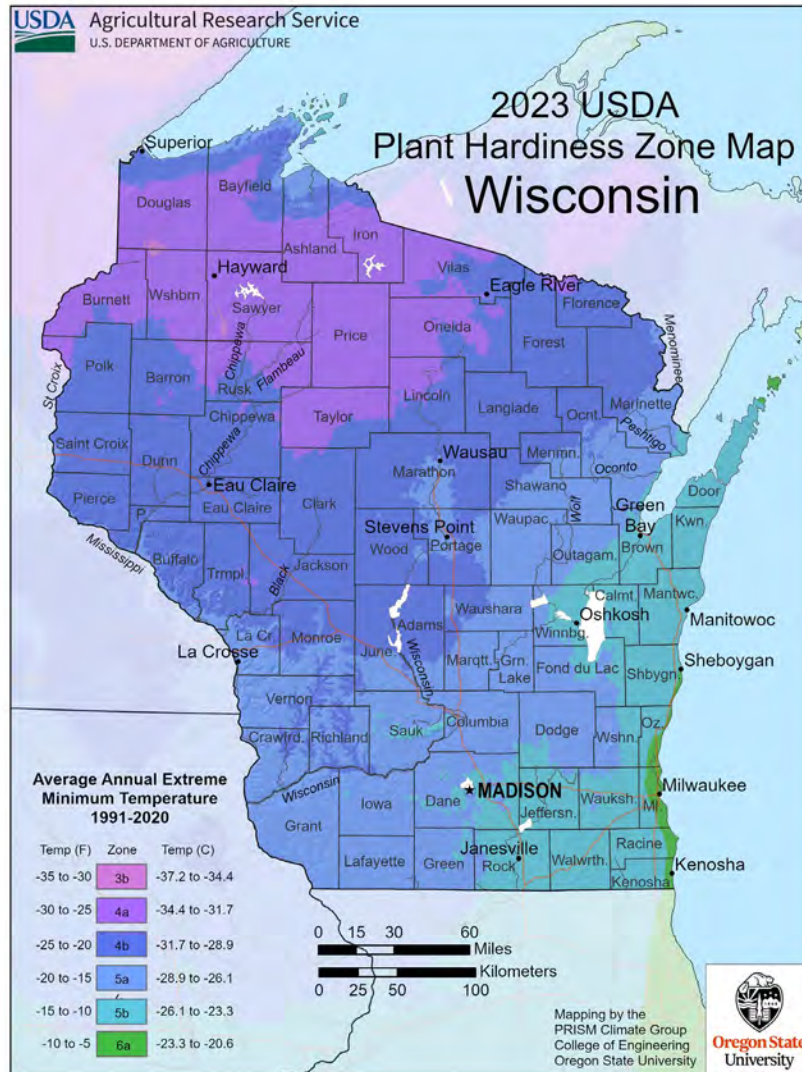 USDA Agricultural Research Service
U.S. DEPARTMENT OF AGRICULTURE
2023 USDA
Plant Hardiness Zone Map
Wisconsin
Superior
Bayfield
Douglas
Iron
Ashland
Vilas
Hayward
Eagle River
Burnett
Wshbrn
Sawyer
Florence
Menominee
Oneida
Price
Forest
St Croix
Polk
Chippewa
Flambeau
Barron
Rusk
Lincoln
Marinette
Langlade
Ocnt.
Chippewa
Taylor
Peshtigo
Saint Croix
Dunn
Chippewa
Wausau
Menmn.
Marathon
Oconto
Shawano
Eau Claire
Pierce
Clark
Wolf
Door
P.
Eau Claire
Green
Bay
Waupac.
Kwn.
Stevens Point
Mississippi
Buffalo
Wood
Portage
Brown
Outagam.
Trmpl
Black
Jackson
Calmt.
Mantwc.
Waushara
Oshkosh
Manitowoc
Adams
Winnbg.
La Cr.
Monroe
La Crosse
June.
Wisconsin
Marqtt.
Grn.
Lake
Fond du Lac
Sheboygan
Shbygn.
Vernon
Columbia
Sauk
Dodge
Oz.
Crawfrd.
Richland
Wshn.
Average Annual Extreme
Minimum Temperature
1991-2020
Wisconsin
Iowa
Dane
MADISON
Jeffersn.
Wauksh.
Milwaukee
Ml.
Grant
Janesville
Racine
Lafayette
Green
Rock
Walwrth.
Kenosha
Kenosha
Temp (F) Zone Temp (C)
-35 to -30 3b -37.2 to -34.4
-30 to -25 4a -34.4 to -31.7
-25 to -20 4b -31.7 to -28.9
-20 to -15 5a -28.9 to -26.1
-15 to -10 5b -26.1 to -23.3
-10 to -5 6a -23.3 to -20.6
0 15 30 60
Miles
Kilometers
0 25 50 100
Mapping by the
PRISM Climate Group
College of Engineering
Oregon State University
Oregon State
University